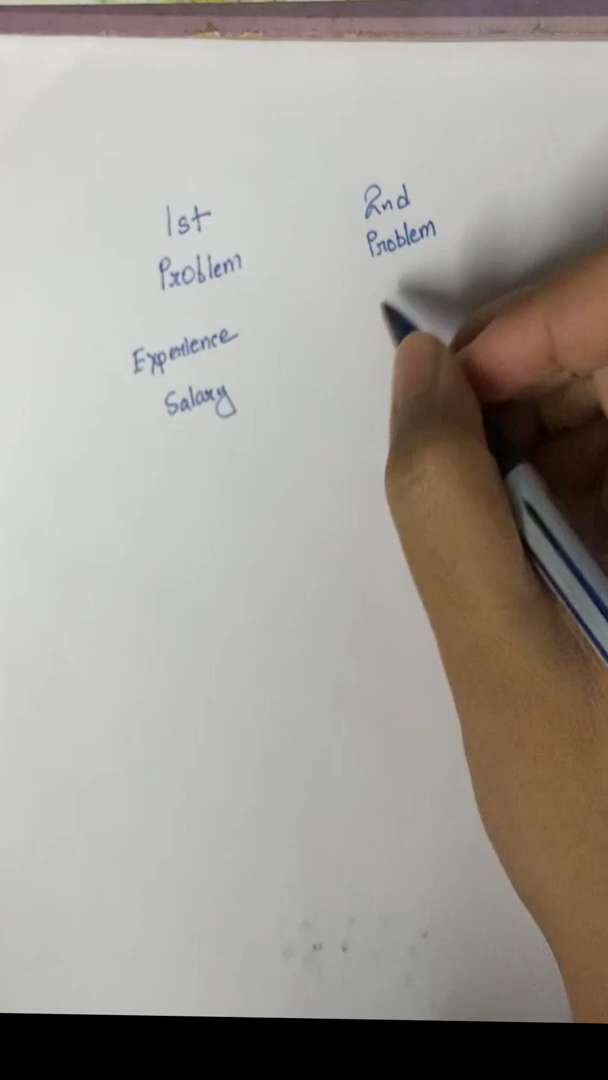 1st
Problem
Experience
Salary
2nd
Problem